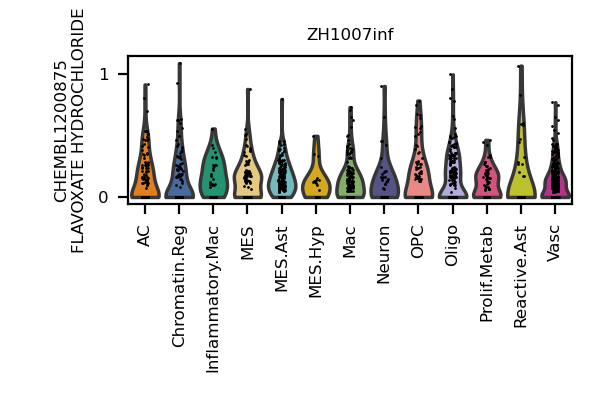 ZH1007inf
CHEMBL1200875
FLAVOXATE HYDROCHLORIDE
1
0
AC
Chromatin.Reg
Inflammatory.Mac
MES
MES.Ast
MES.Hyp
Mac
Neuron
OPC
Oligo
Prolif.Metab
Reactive.Ast
Vasc